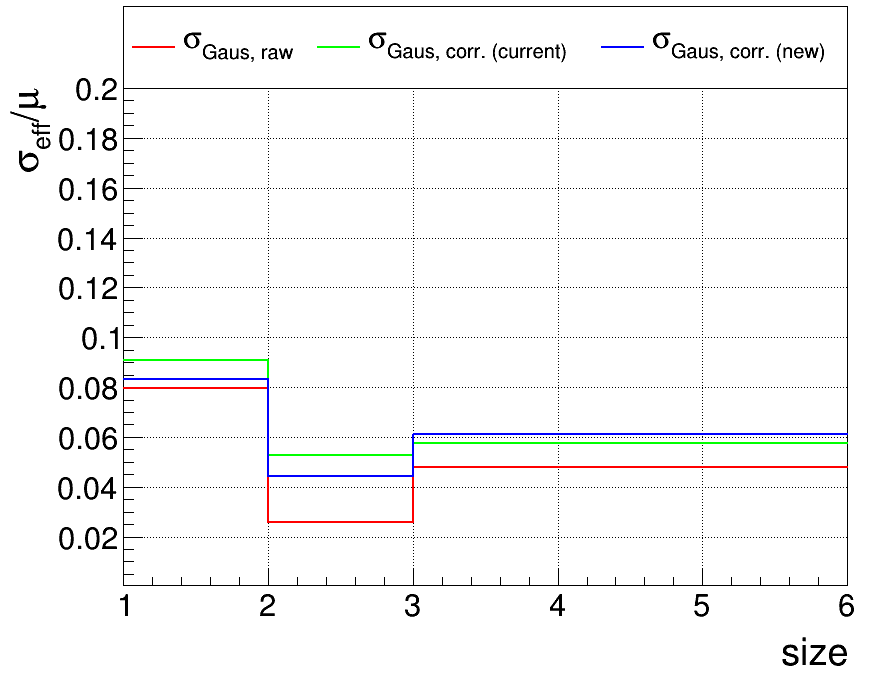 σGaus, raw σGaus, corr. (current) σGaus, corr. (new)
σeff/μ
0.2
0.18
0.16
0.14
0.12
0.1
0.08
0.06
0.04
0.02
1 2 3 4 5 6
size